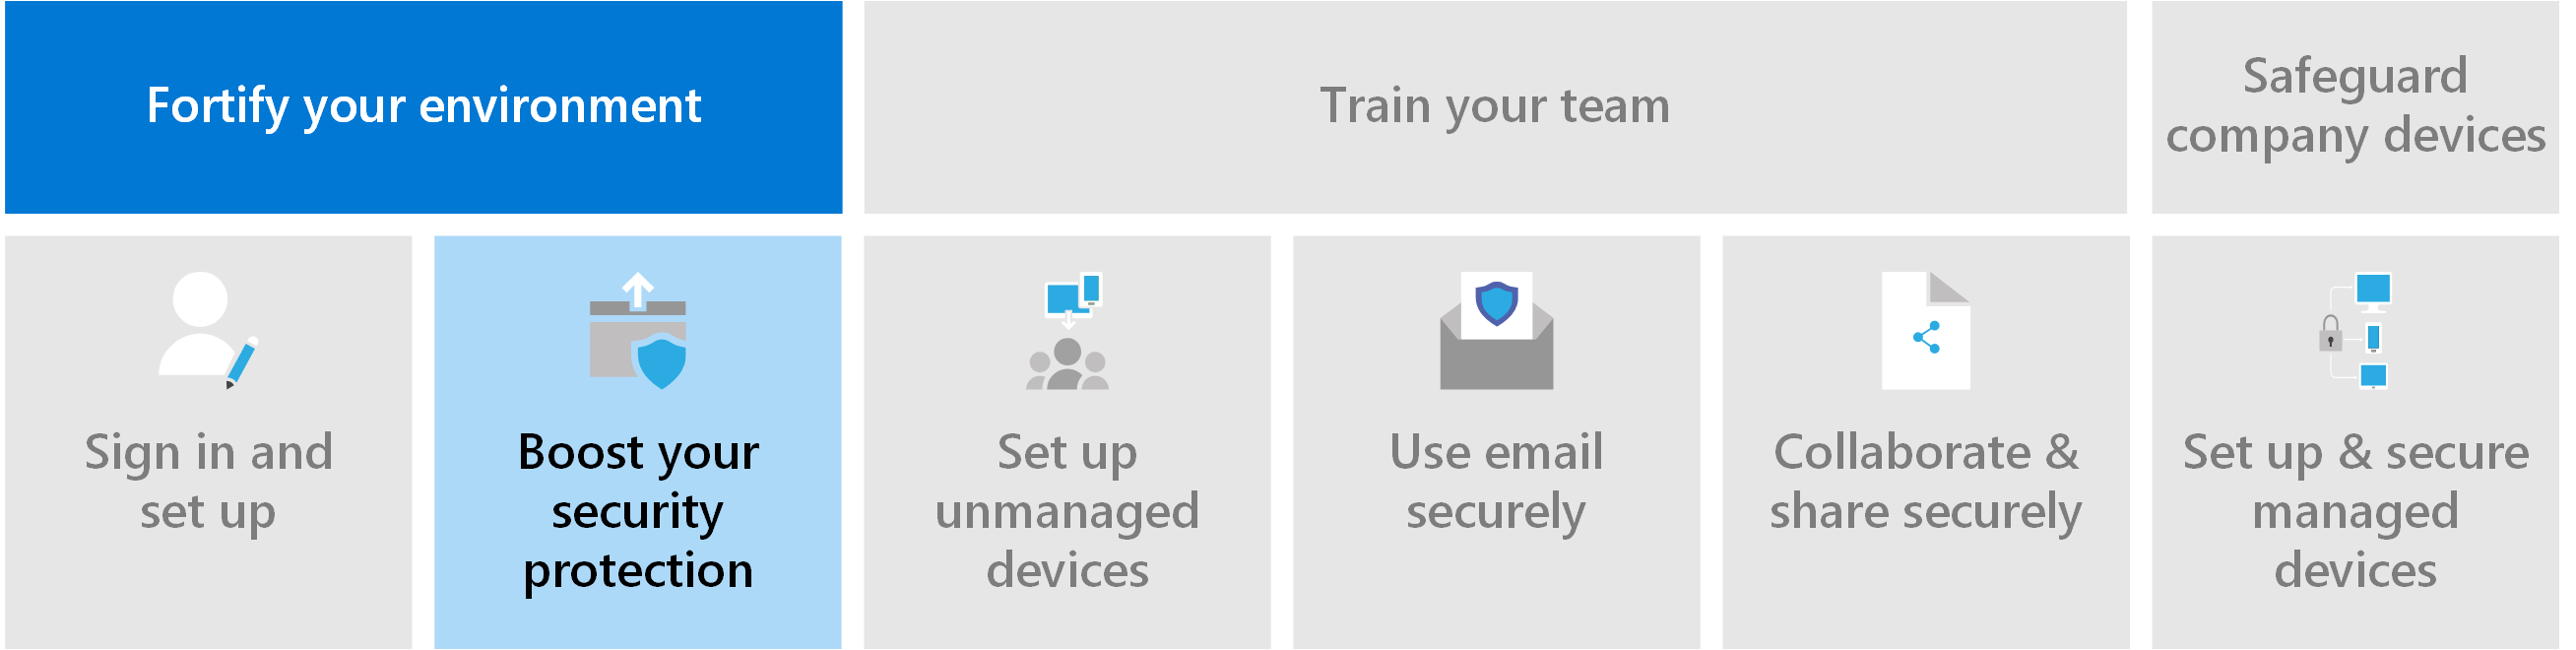 Fortify your environment
Train your team
Safeguard
company devices
Sign in and
set up
Boost your
security
protection
Set up
unmanaged
devices
Use email
securely
Collaborate &
share securely
Set up & secure
managed
devices